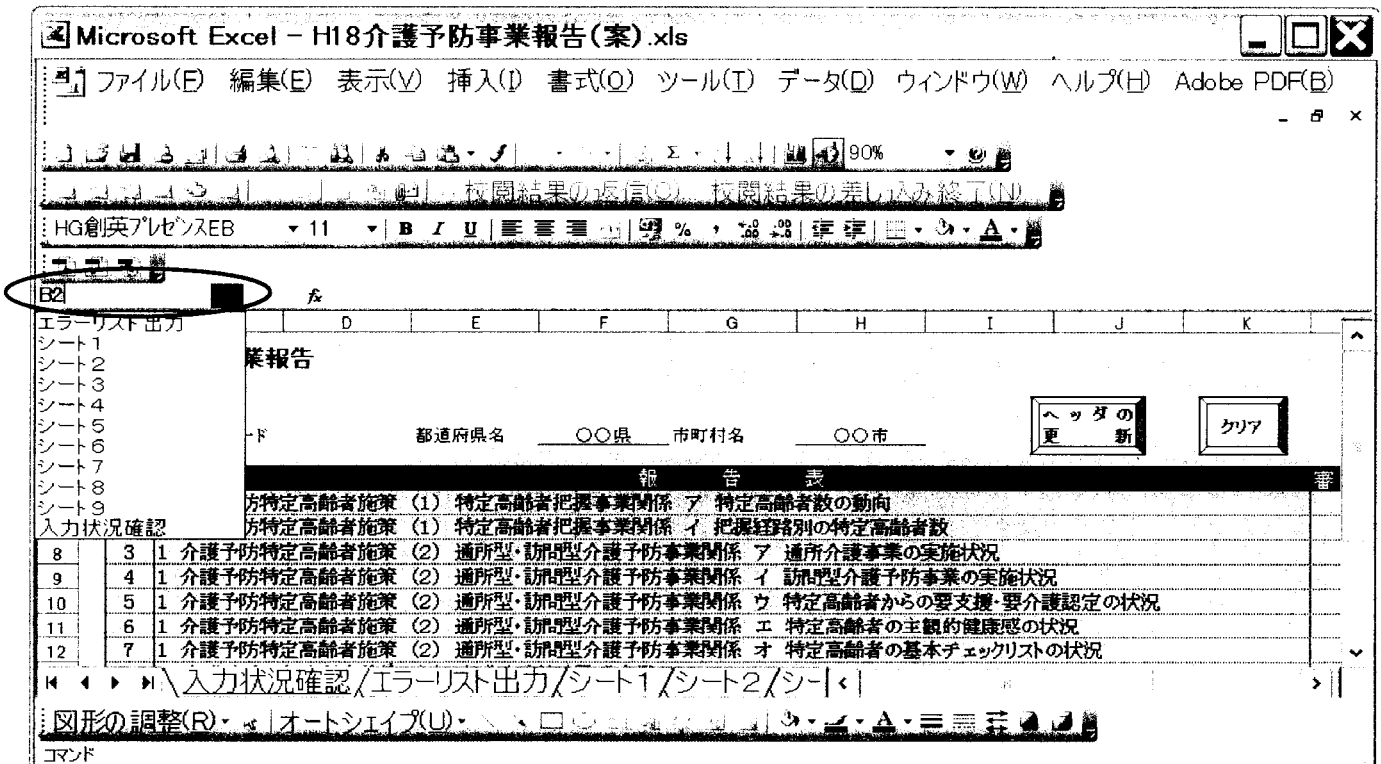 Microsoft Excel - H18介護予防事業報告(案).xls
ファイル(F) 編集(E) 表示(V) 挿入(I) 書式(O) ツール(T) データ(D) ウィンドウ(W) ヘルプ(H) Adobe PDF(B)
Σ 90%
校閲結果の返信(C) 校閲結果の差し込み終了(N)
HG創英プレゼンスEB 11 B I U % , A
B2 fx
エラーリスト出力 D E F G H I J K
シート1
業報告
シート2
シート3
シート4
ヘッダの更新 クリア
シート5
ード 都道府県名 〇〇県 市町村名 〇〇市
シート6
シート7
報告表 審
シート8
防特定高齢者施策 (1) 特定高齢者把握事業関係 ア 特定高齢者数の動向
シート9
入力状況確認 防特定高齢者施策 (1) 特定高齢者把握事業関係 イ 把握経路別の特定高齢者数
8 3 1 介護予防特定高齢者施策 (2) 通所型・訪問型介護予防事業関係 ア 通所介護事業の実施状況
9 4 1 介護予防特定高齢者施策 (2) 通所型・訪問型介護予防事業関係 イ 訪問型介護予防事業の実施状況
10 5 1 介護予防特定高齢者施策 (2) 通所型・訪問型介護予防事業関係 ウ 特定高齢者からの要支援・要介護認定の状況
11 6 1 介護予防特定高齢者施策 (2) 通所型・訪問型介護予防事業関係 エ 特定高齢者の主観的健康感の状況
12 7 1 介護予防特定高齢者施策 (2) 通所型・訪問型介護予防事業関係 オ 特定高齢者の基本チェックリストの状況
入力状況確認/エラーリスト出力/シート1/シート2/シー
図形の調整(R) オートシェイプ(U) A
コマンド